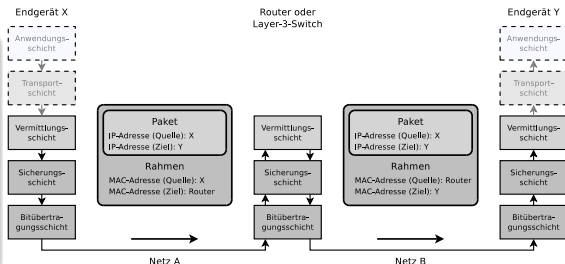 Endgerät X
Router oder
Layer-3-Switch
Endgerät Y
Anwendungs-
schicht
Transport-
schicht
Vermittlungs-
schicht
Sicherungs-
schicht
Bitübertra-
gungsschicht
Paket
IP-Adresse (Quelle): X
IP-Adresse (Ziel): Y
Rahmen
MAC-Adresse (Quelle): X
MAC-Adresse (Ziel): Router
Vermittlungs-
schicht
Sicherungs-
schicht
Bitübertra-
gungsschicht
Paket
IP-Adresse (Quelle): X
IP-Adresse (Ziel): Y
Rahmen
MAC-Adresse (Quelle): Router
MAC-Adresse (Ziel): Y
Anwendungs-
schicht
Transport-
schicht
Vermittlungs-
schicht
Sicherungs-
schicht
Bitübertra-
gungsschicht
Netz A
Netz B